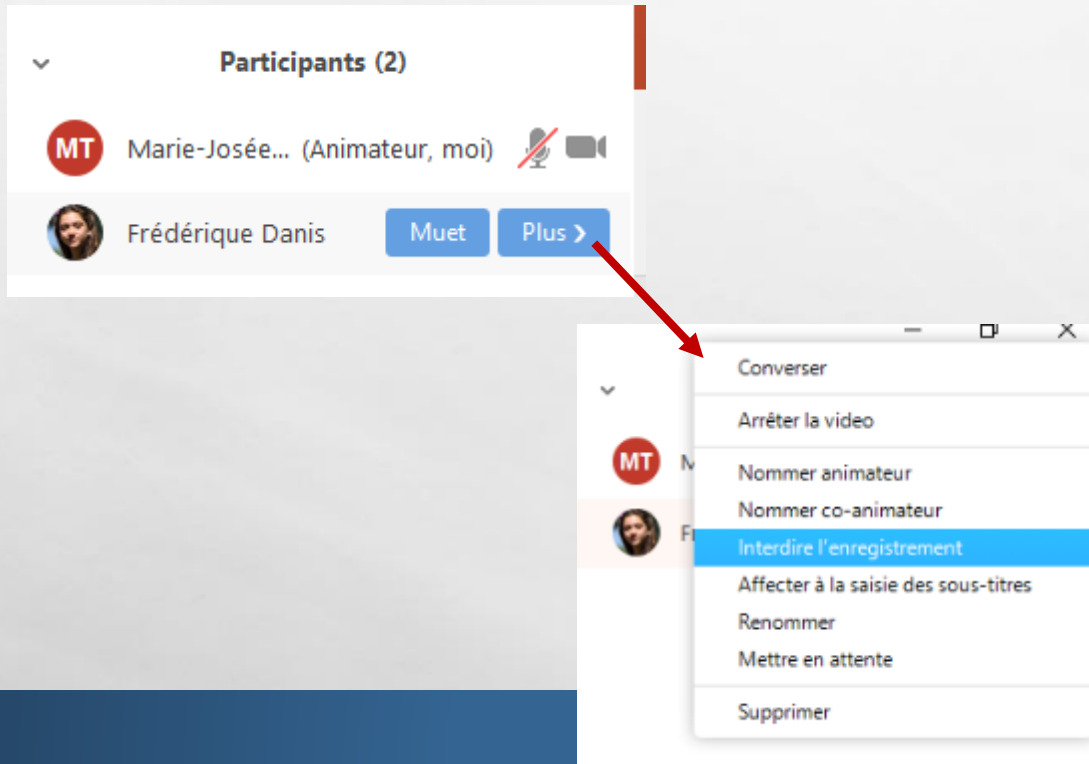 Participants (2)
MT Marie-Josée... (Animateur, moi)
Frédérique Danis Muet Plus >
Converser
Arrêter la video
MT M
Nommer animateur
Nommer co-animateur
Fr
Interdire l'enregistrement
Affecter à la saisie des sous-titres
Renommer
Mettre en attente
Supprimer